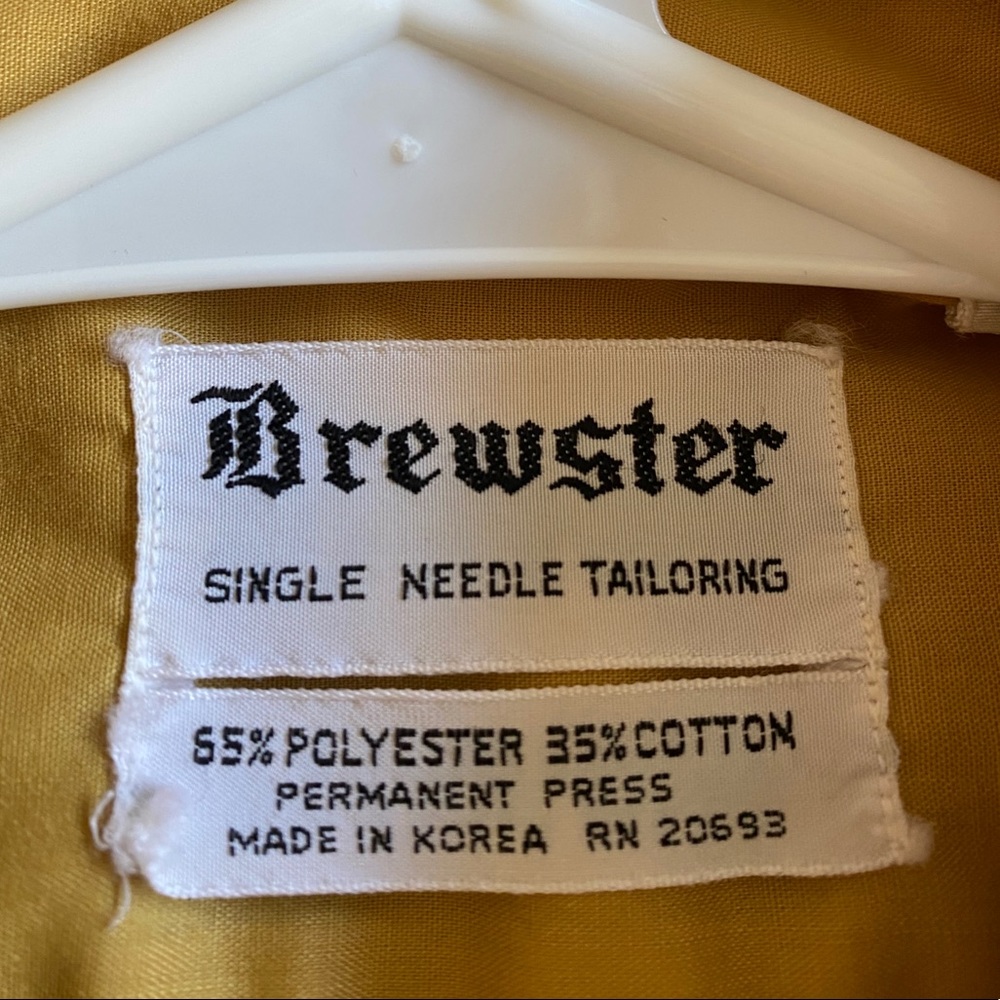 Brewster
SINGLE NEEDLE TAILORING
65% POLYESTER 35% COTTON
PERMANENT PRESS
MADE IN KOREA RN 20693